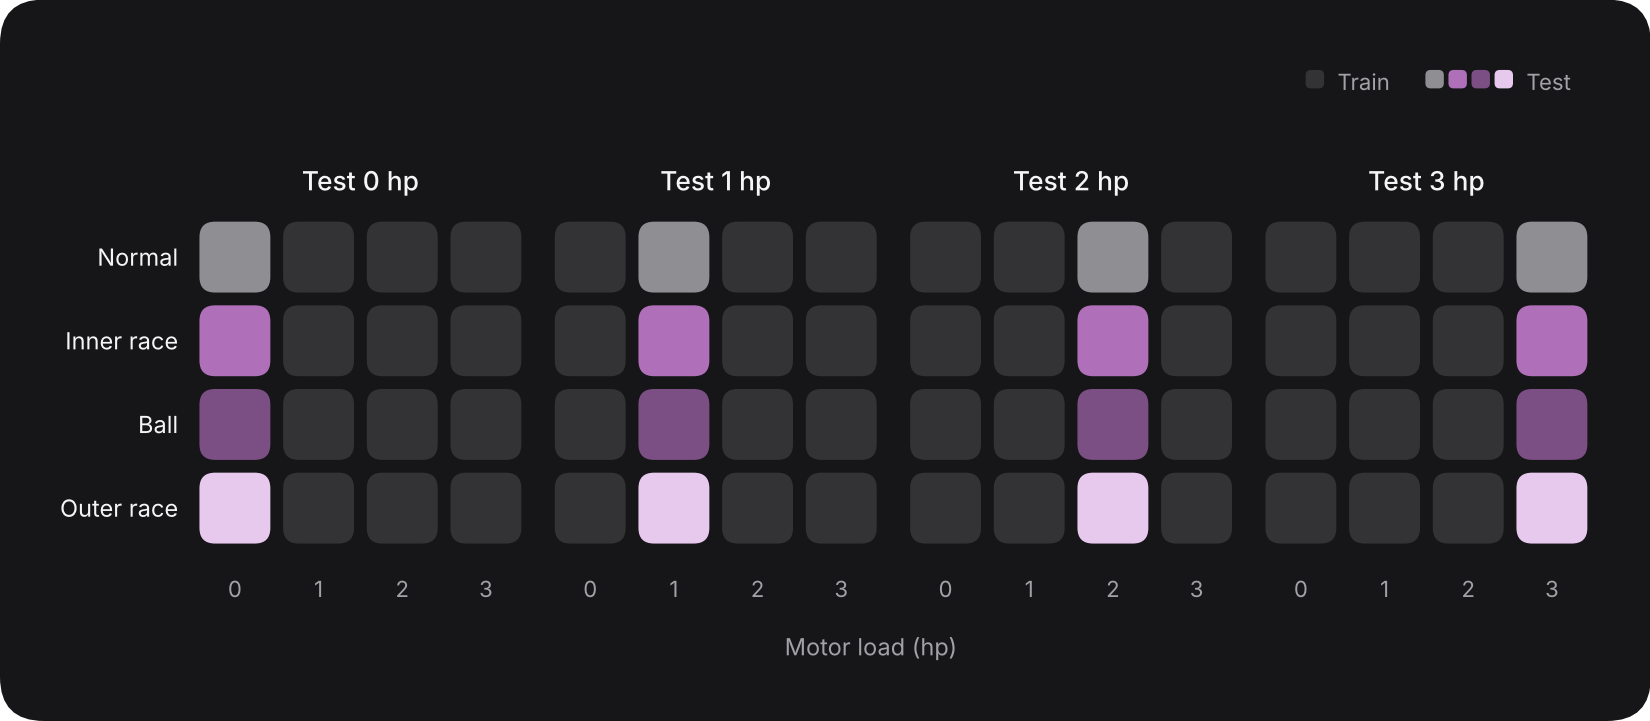 Train Test
Test 0 hp Test 1 hp Test 2 hp Test 3 hp
Normal
Inner race
Ball
Outer race
0 1 2 3 0 1 2 3 0 1 2 3 0 1 2 3
Motor load (hp)